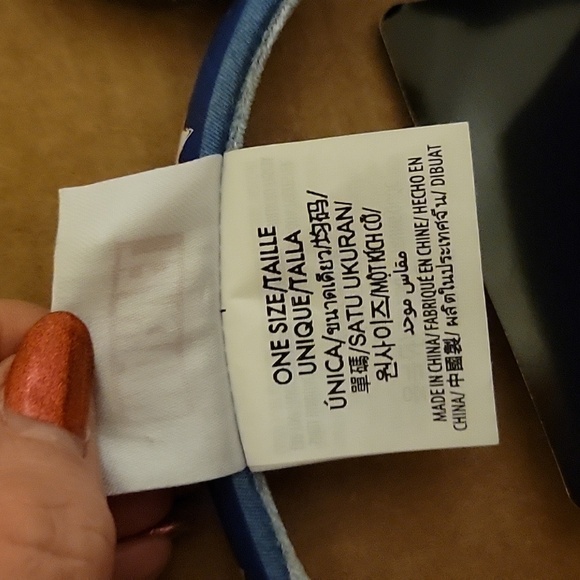 ONE SIZE/TAILLE
UNIQUE/TALLA
ÚNICA/ขนาดเดียว/均码/
單碼/SATU UKURAN/
원사이즈/MỘT KÍCH CỠ/
مقاس موحد
MADE IN CHINA/ FABRIQUÉ EN CHINE/ HECHO EN
CHINA/ 中國製/ ผลิตในประเทศจีน/ DIBUAT